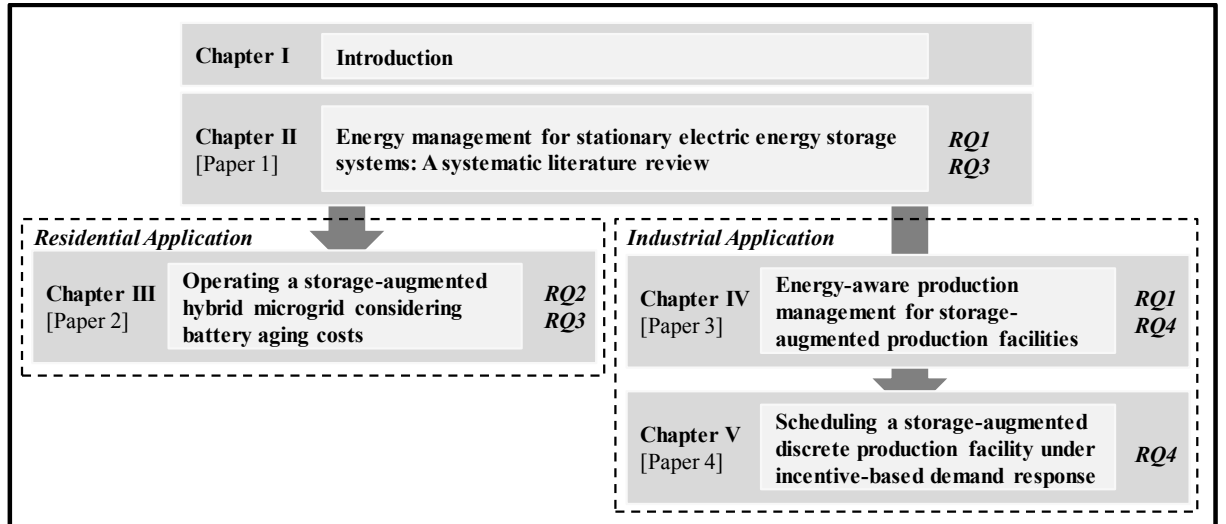 Chapter I
Introduction
Chapter II
[Paper 1]
Energy management for stationary electric energy storage
systems: A systematic literature review
RQ1
RQ3
Residential Application
Chapter III
[Paper 2]
Operating a storage-augmented
hybrid microgrid considering
battery aging costs
RQ2
RQ3
Industrial Application
Chapter IV
[Paper 3]
Energy-aware production
management for storage-
augmented production facilities
RQ1
RQ4
Chapter V
[Paper 4]
Scheduling a storage-augmented
discrete production facility under
incentive-based demand response
RQ4